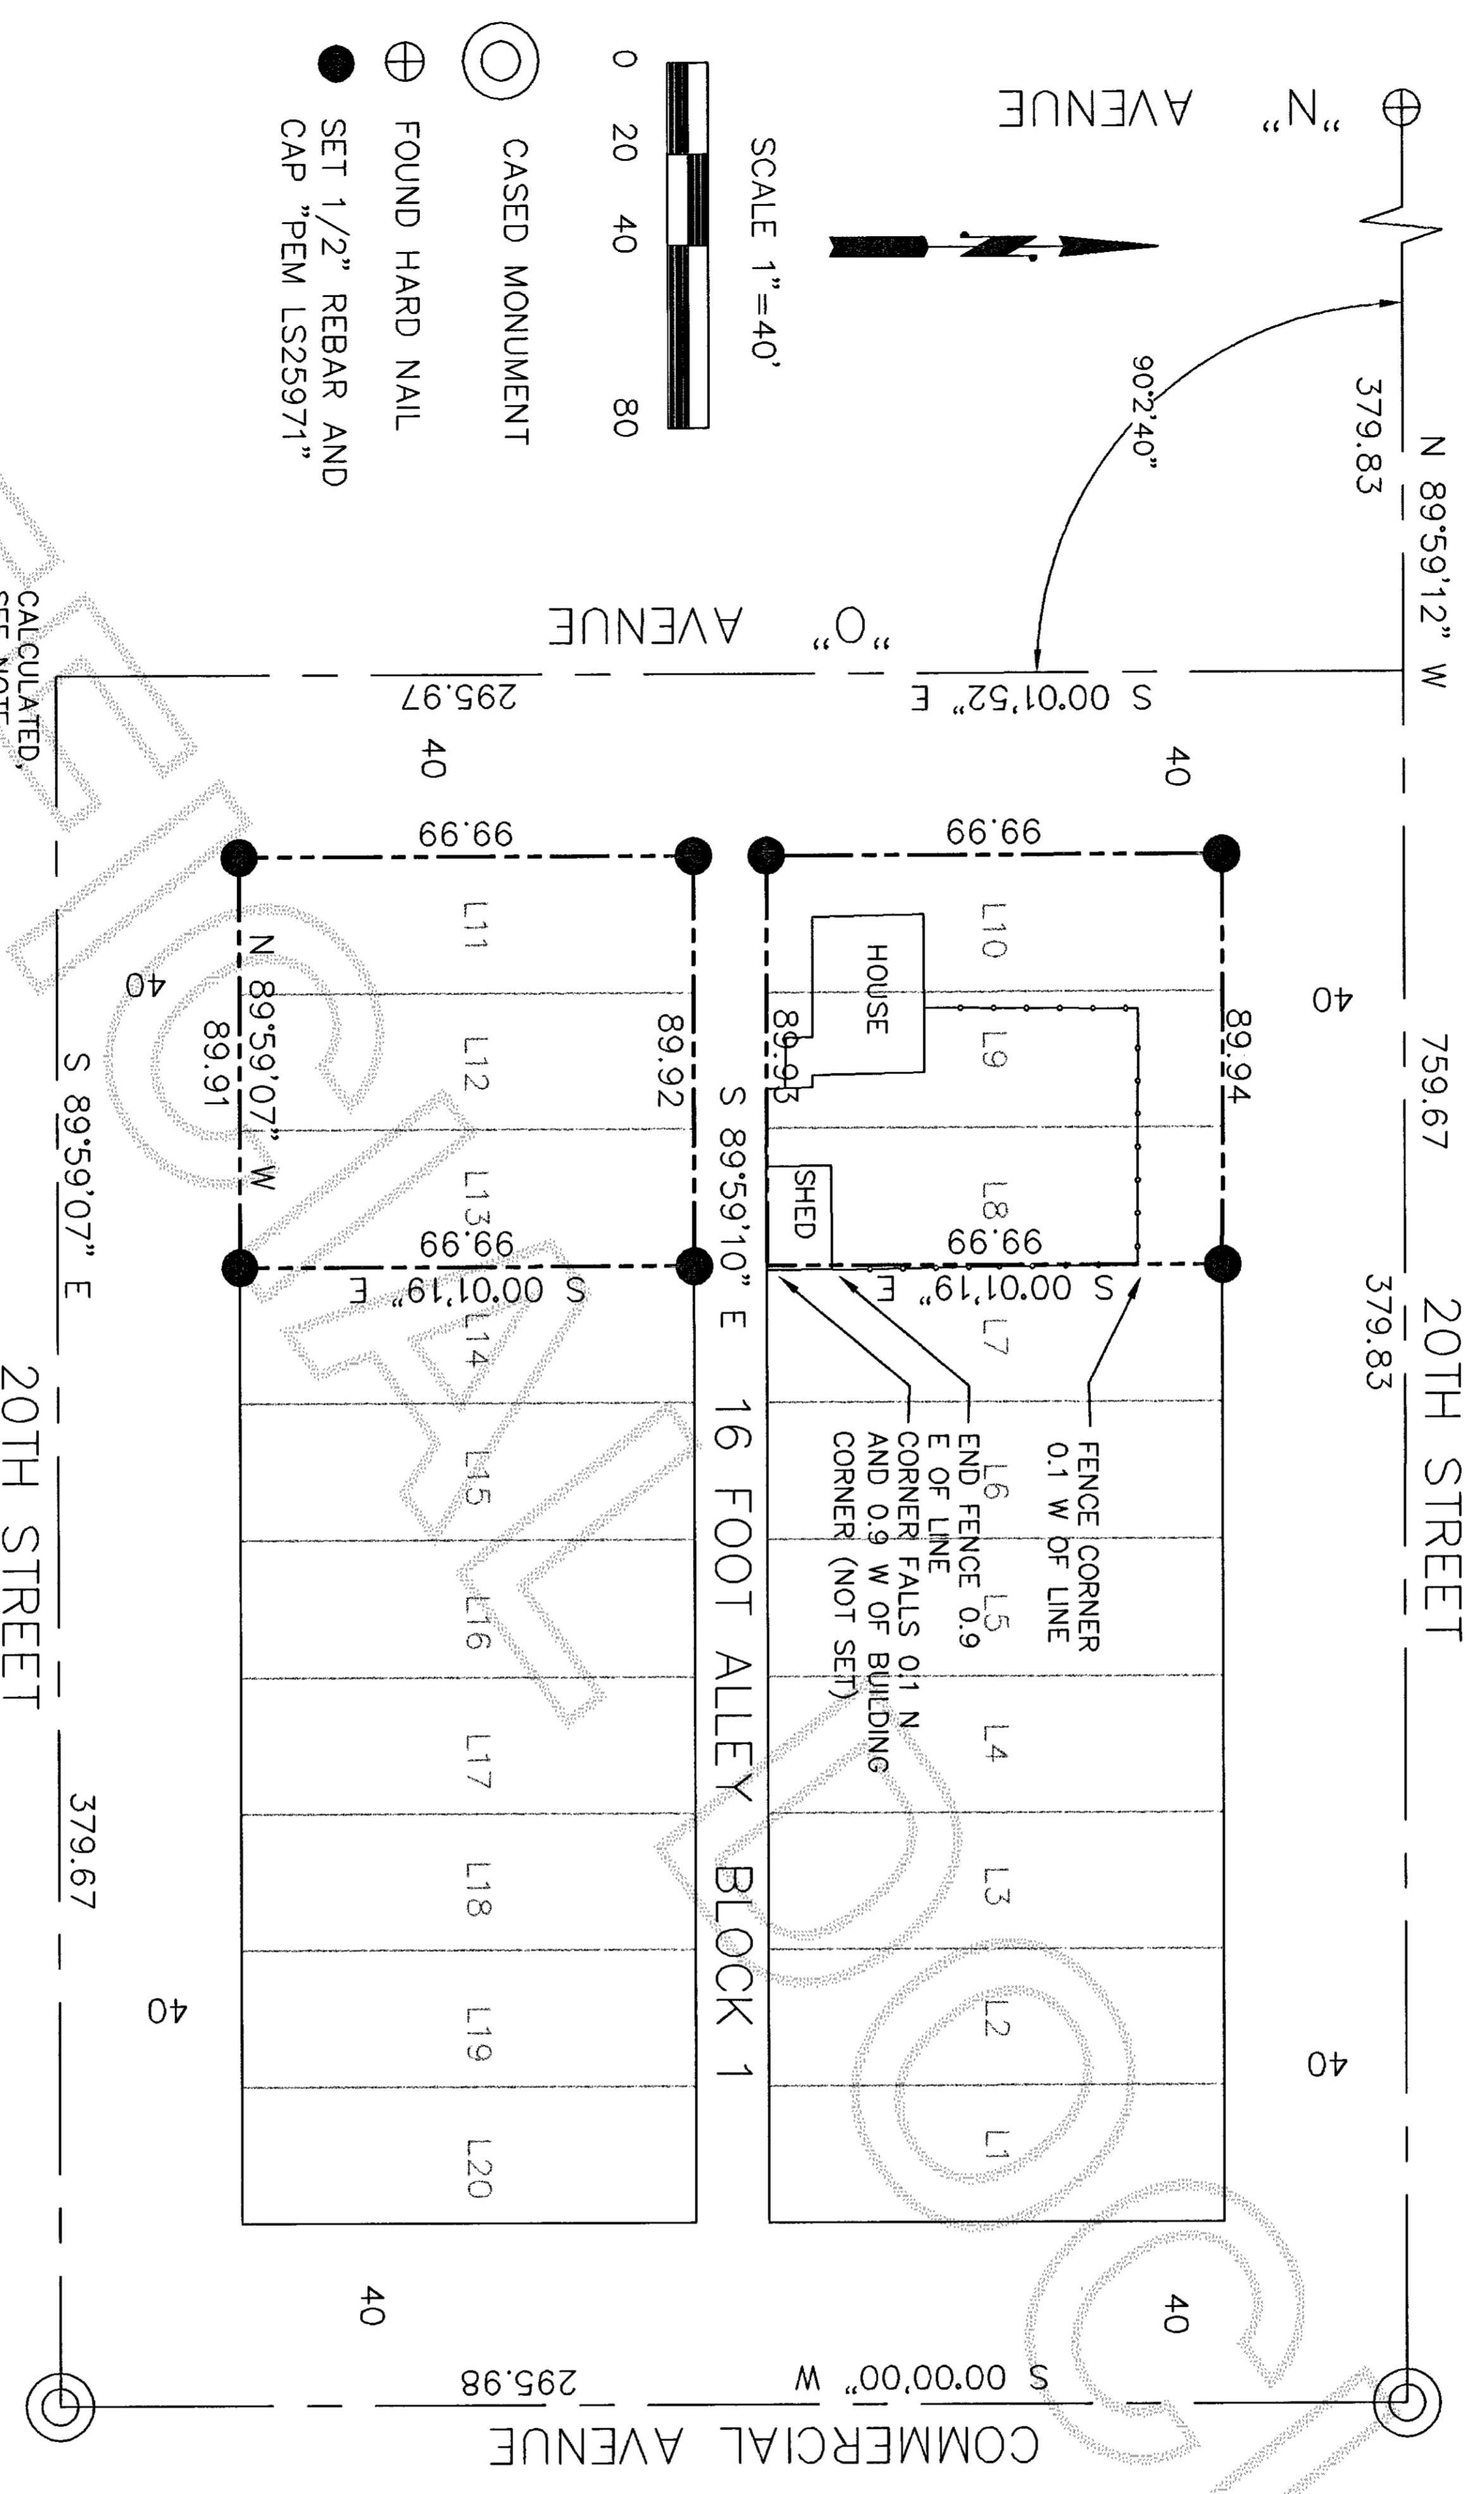 N 89°59'12" W
759.67
20TH STREET
379.83
379.83
"N" AVENUE
90°2'40"
40
40
SCALE 1"=40'
0 20 40 80
CASED MONUMENT
FOUND HARD NAIL
SET 1/2" REBAR AND
CAP "PEM LS25971"
"O" AVENUE
S 00°01'52" E
295.97
40
40
89.94
99.99
L10
L9
L8
L7
L6
L5
L4
L3
L2
L1
HOUSE
SHED
99.99
S 00°01'19" E
FENCE CORNER
0.1 W OF LINE
END FENCE 0.9
E OF LINE
CORNER FALLS 0.1 N
AND 0.9 W OF BUILDING
CORNER (NOT SET)
89.93
S 89°59'10" E 16 FOOT ALLEY BLOCK 1
89.92
99.99
L11
L12
L13
L14
L15
L16
L17
L18
L19
L20
99.99
S 00°01'19" E
N 89°59'07" W
89.91
40
40
40
40
COMMERCIAL AVENUE
S 00°00'00" W
295.98
S 89°59'07" E
379.67
20TH STREET
CALCULATED,
SEE NOTE